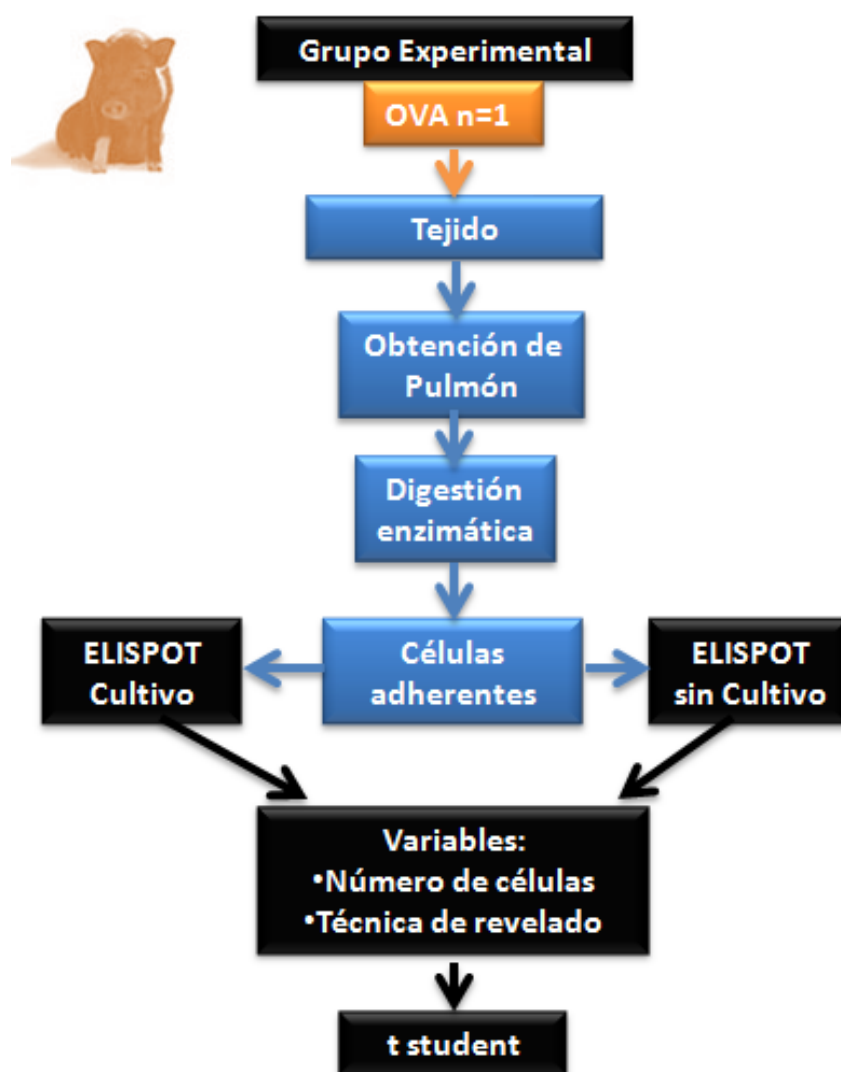 Grupo Experimental
OVA n=1
Tejido
Obtención de
Pulmón
Digestión
enzimática
ELISPOT
Cultivo
Células
adherentes
ELISPOT
sin Cultivo
Variables:
•Número de células
•Técnica de revelado
t student